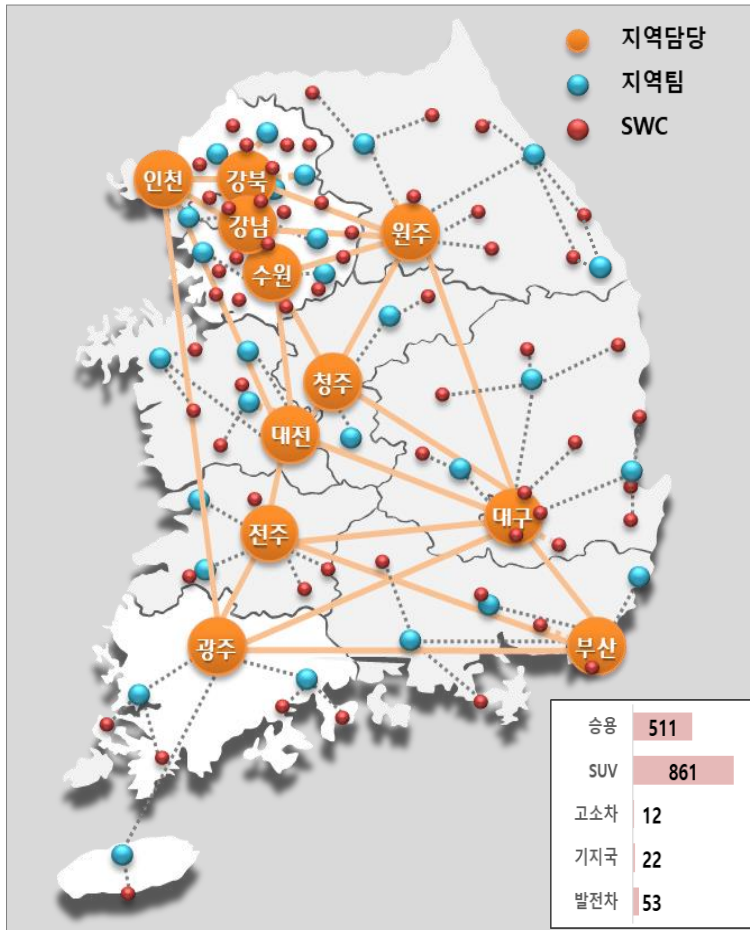 지역담당
지역팀
SWC
인천
강북
강남
원주
수원
청주
대전
대구
전주
광주
부산
승용 511
SUV 861
고소차 12
기지국 22
발전차 53